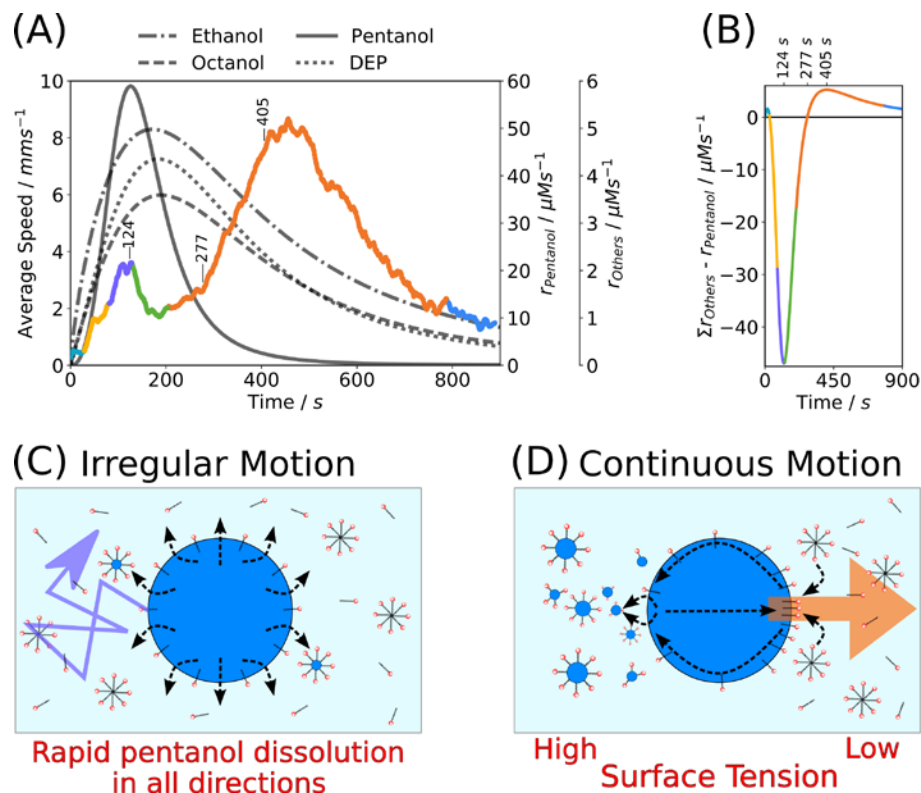 (A)
Ethanol
Pentanol
Octanol
DEP
10
8
6
4
2
0
Average Speed / mms⁻¹
124
277
405
0
200
400
600
800
Time / s
60
50
40
30
20
10
0
r_Pentanol / μMs⁻¹
6
5
4
3
2
1
0
r_Others / μMs⁻¹
(B)
124 s
277 s
405 s
0
−10
−20
−30
−40
Σr_Others - r_Pentanol / μMs⁻¹
0
450
900
Time / s
(C) Irregular Motion
Rapid pentanol dissolution
in all directions
(D) Continuous Motion
High
Low
Surface Tension